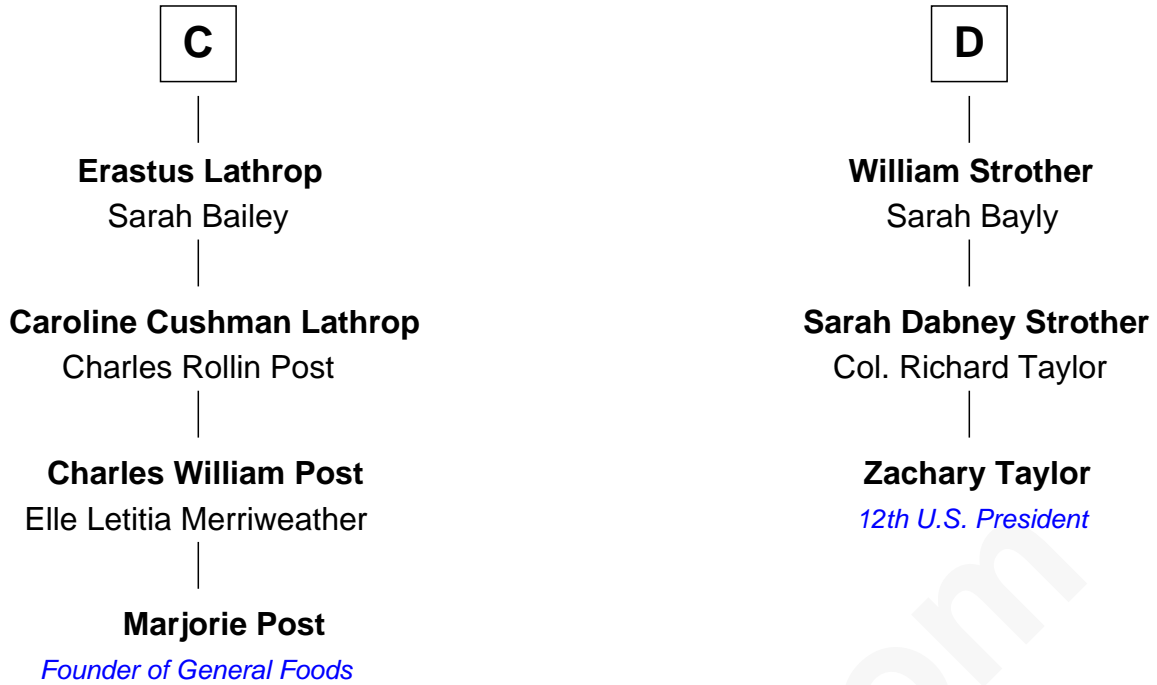 C
Erastus Lathrop
Sarah Bailey
Caroline Cushman Lathrop
Charles Rollin Post
Charles William Post
Elle Letitia Merriweather
Marjorie Post
Founder of General Foods
D
William Strother
Sarah Bayly
Sarah Dabney Strother
Col. Richard Taylor
Zachary Taylor
12th U.S. President
om